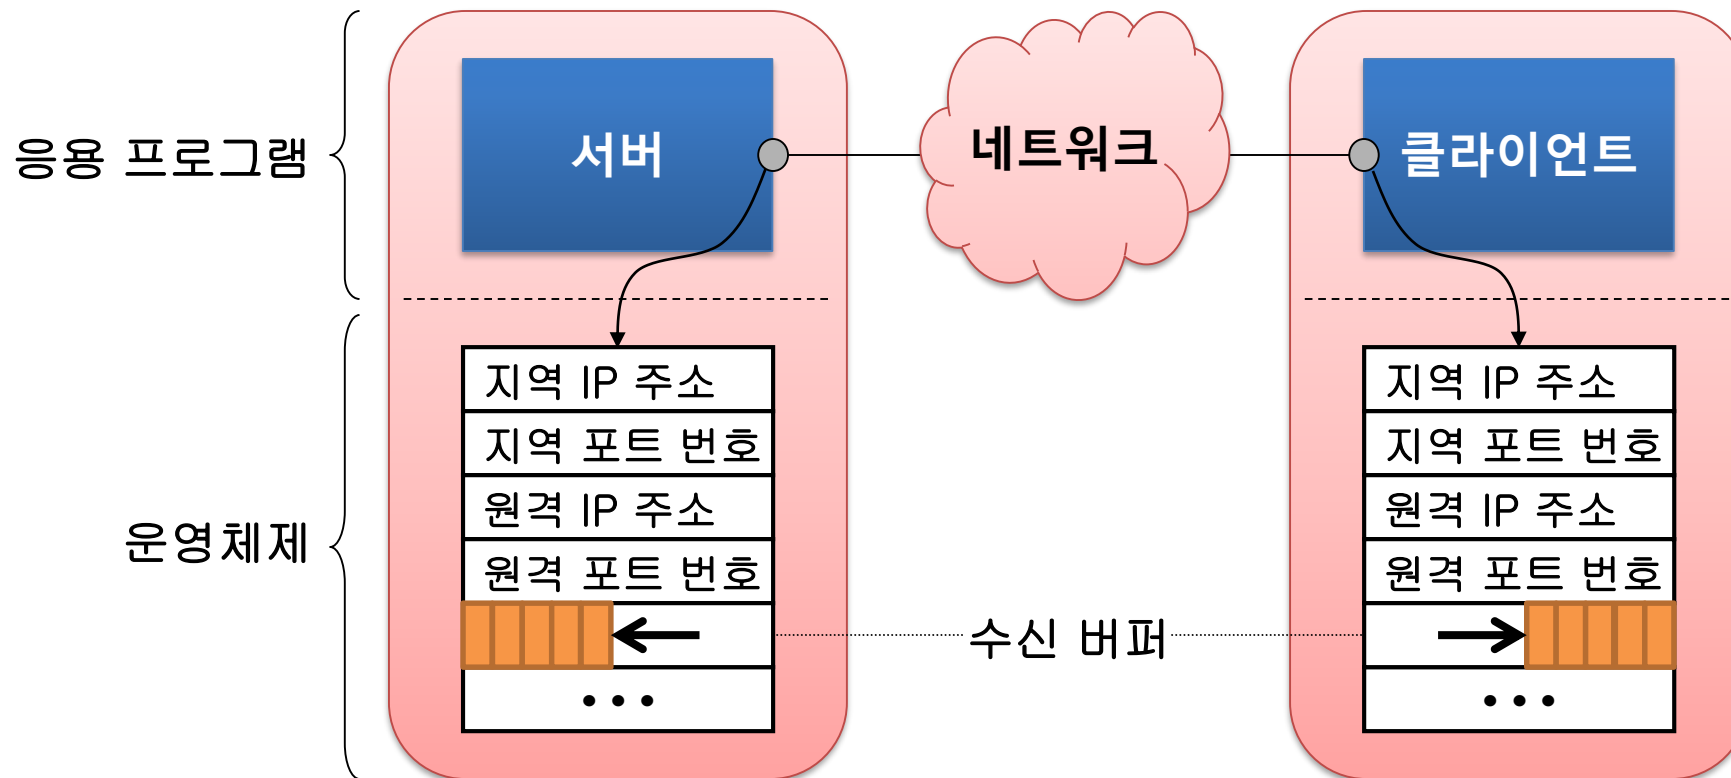 응용 프로그램
서버
네트워크
클라이언트
운영체제
지역 IP 주소
지역 포트 번호
원격 IP 주소
원격 포트 번호
...
수신 버퍼
지역 IP 주소
지역 포트 번호
원격 IP 주소
원격 포트 번호
...